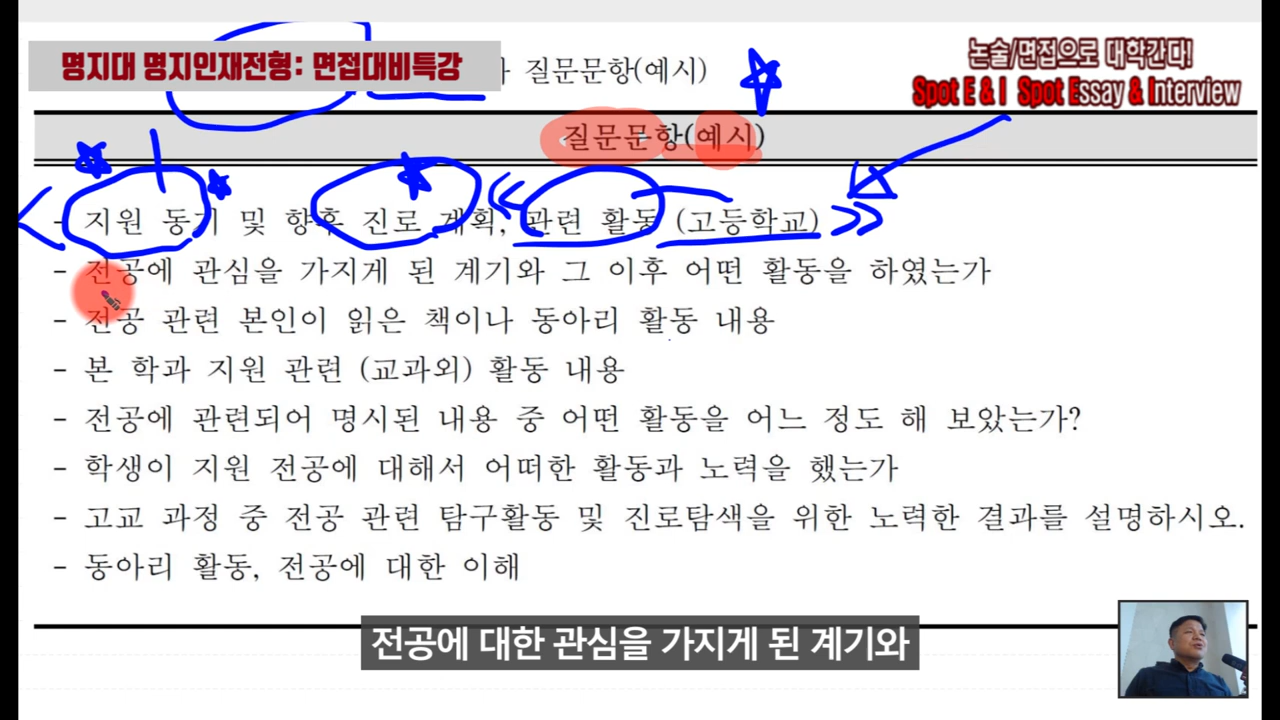 명지대 명지인재전형: 면접대비특강
질문문항(예시)
논술/면접으로 대학간다!
Spot E & I Spot Essay & Interview
질문문항(예시)
- 지원 동기 및 향후 진로 계획, 관련 활동 (고등학교)
- 전공에 관심을 가지게 된 계기와 그 이후 어떤 활동을 하였는가
- 전공 관련 본인이 읽은 책이나 동아리 활동 내용
- 본 학과 지원 관련 (교과외) 활동 내용
- 전공에 관련되어 명시된 내용 중 어떤 활동을 어느 정도 해 보았는가?
- 학생이 지원 전공에 대해서 어떠한 활동과 노력을 했는가
- 고교 과정 중 전공 관련 탐구활동 및 진로탐색을 위한 노력한 결과를 설명하시오.
- 동아리 활동, 전공에 대한 이해
전공에 대한 관심을 가지게 된 계기와